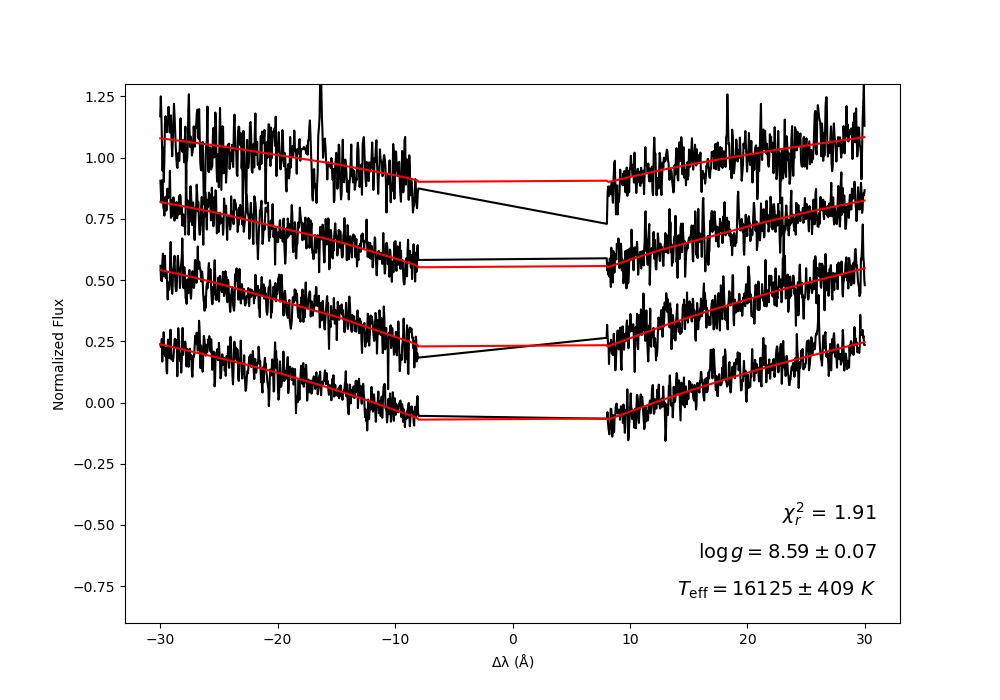 1.25
1.00
0.75
0.50
0.25
0.00
−0.25
−0.50
−0.75
Normalized Flux
χ²ᵣ = 1.91
log g = 8.59 ± 0.07
T_eff = 16125 ± 409 K
−30 −20 −10 0 10 20 30
Δλ (Å)